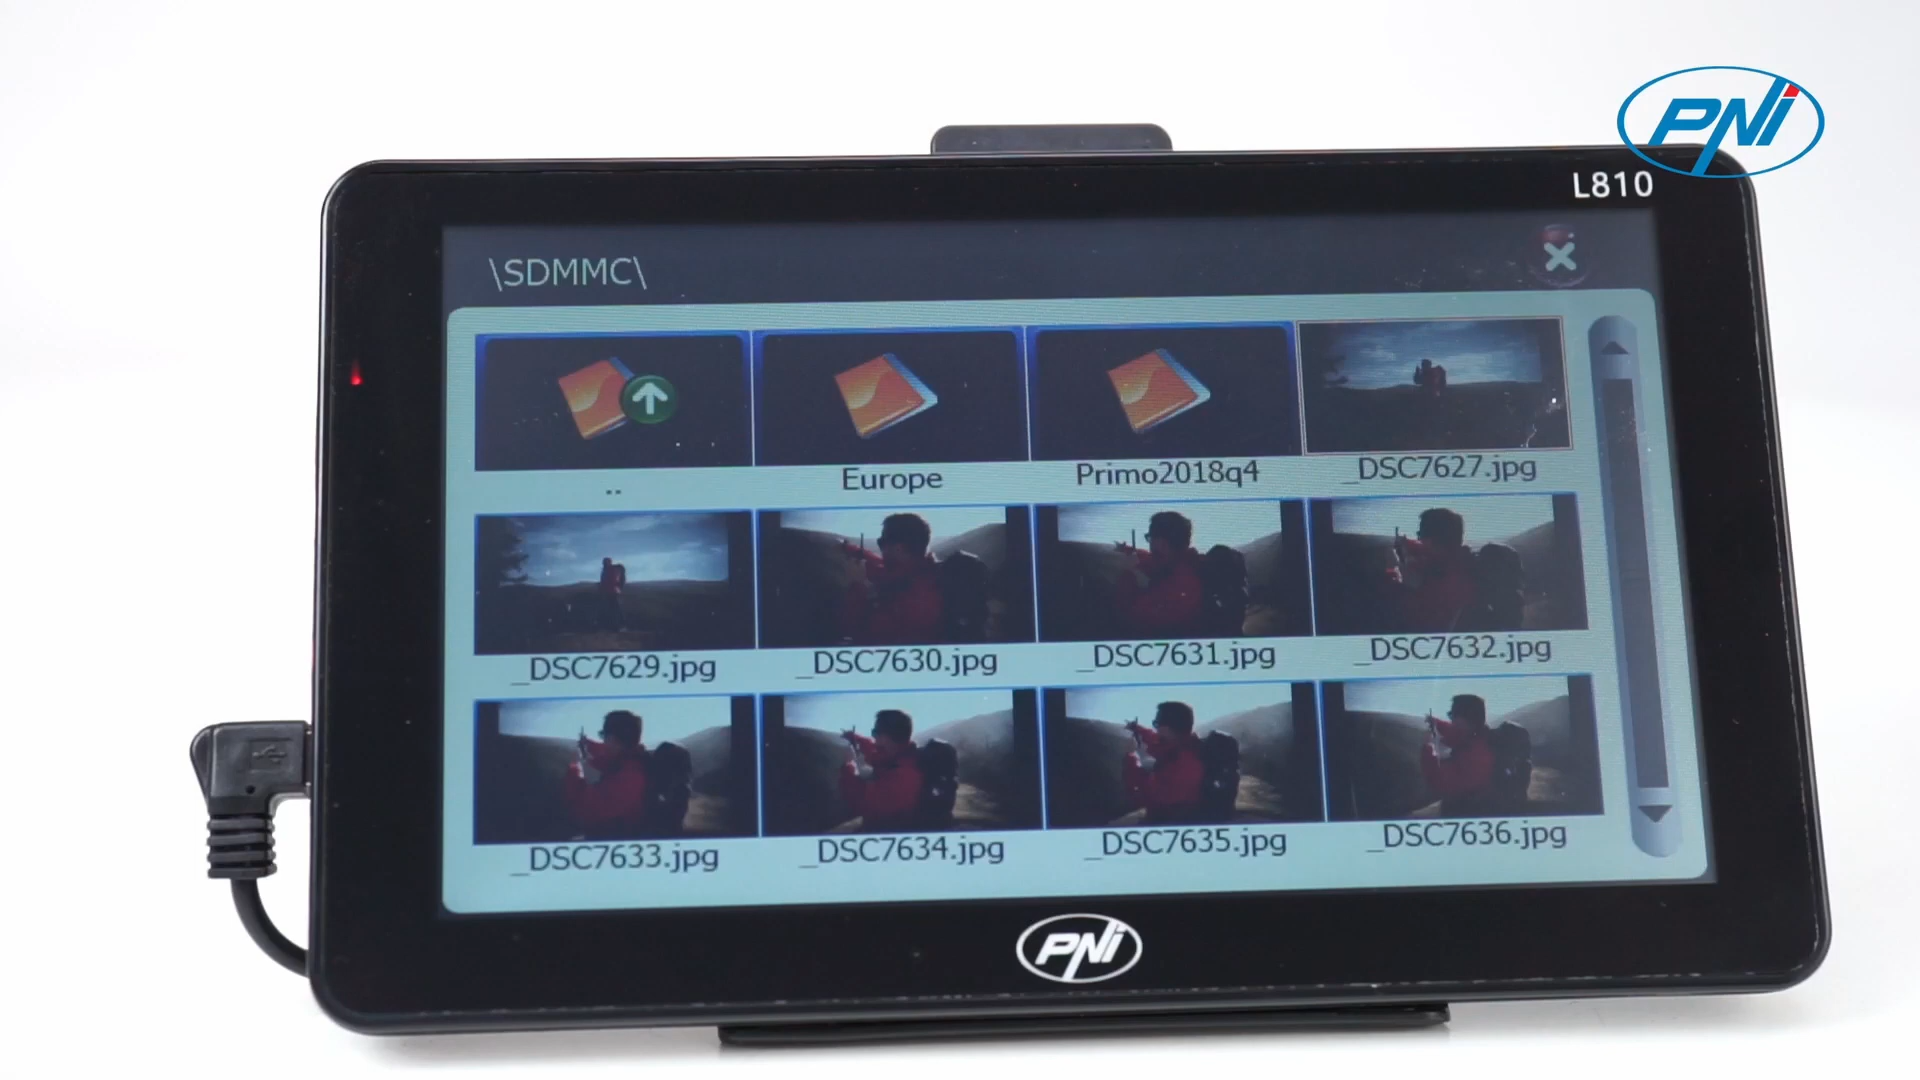 PNI
L810
\SDMMC\
..
Europe
Primo2018q4
_DSC7627.jpg
_DSC7629.jpg
_DSC7630.jpg
_DSC7631.jpg
_DSC7632.jpg
_DSC7633.jpg
_DSC7634.jpg
_DSC7635.jpg
_DSC7636.jpg
PNI